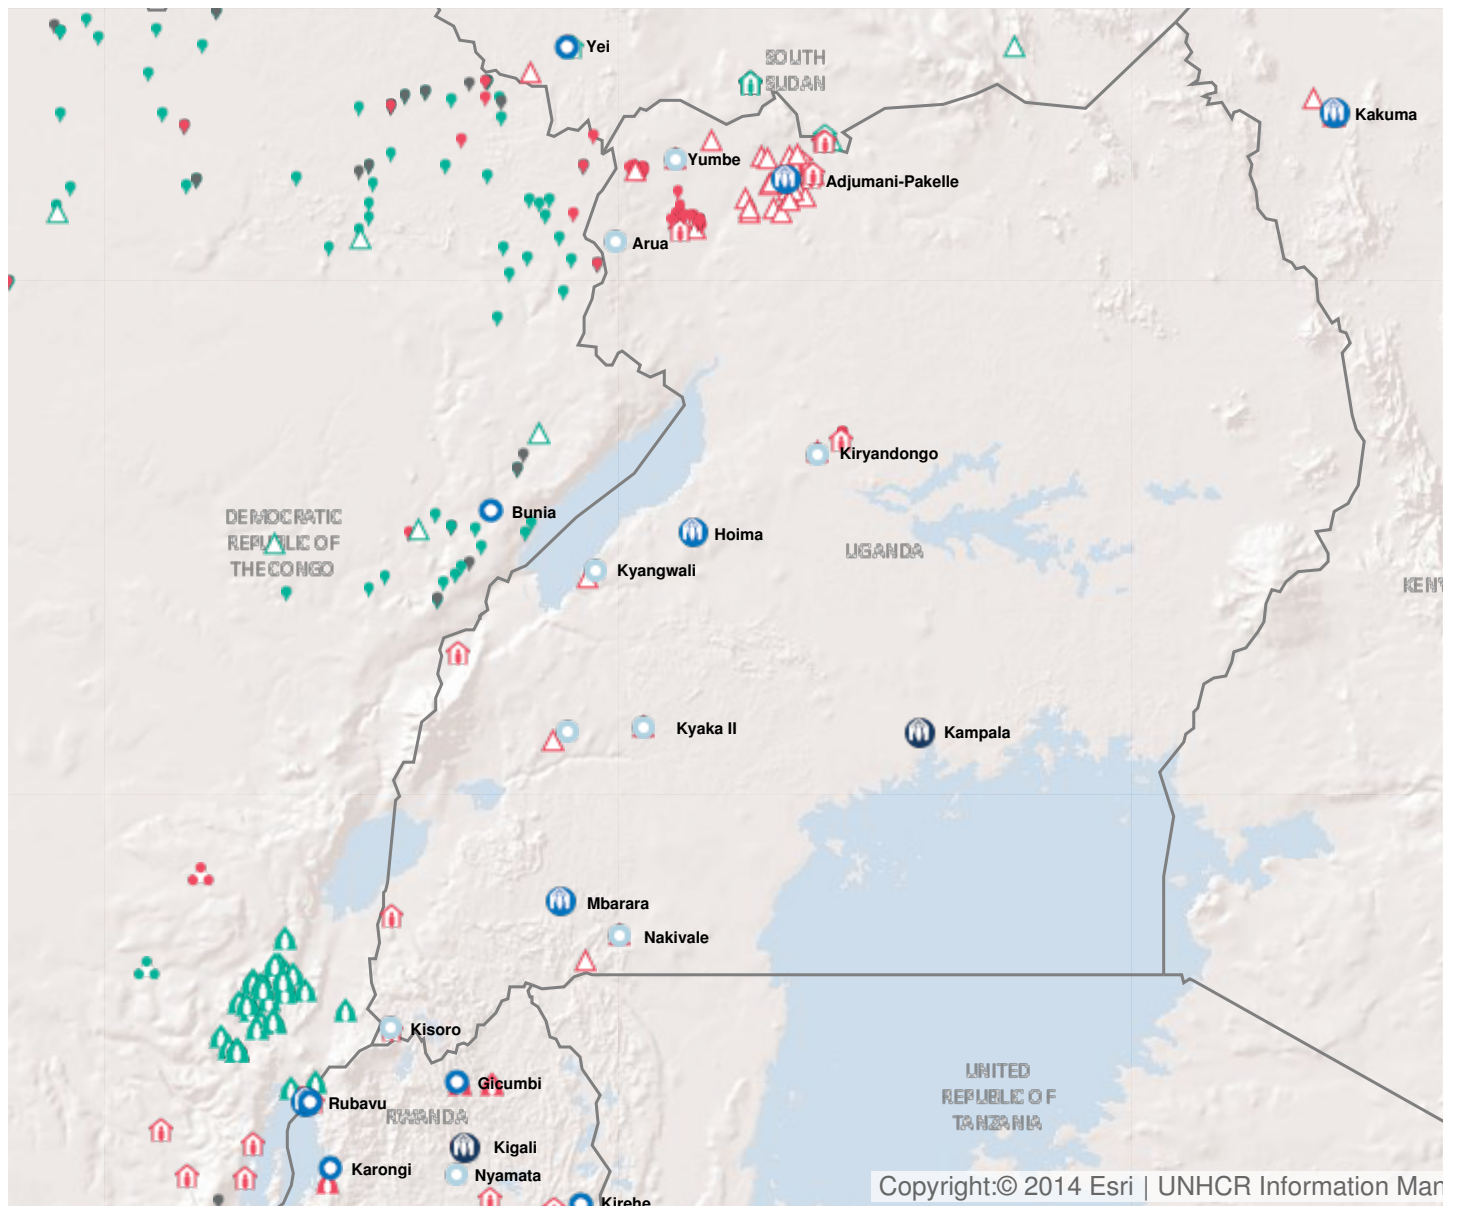 Yei
SOUTH
SUDAN
Kakuma
Yumbe
Adjumani-Pakelle
Arua
Kiryandongo
Bunia
DEMOCRATIC
REPUBLIC OF
THE CONGO
Hoima
UGANDA
Kyangwali
KENY
Kyaka II
Kampala
Mbarara
Nakivale
Kisoro
Gicumbi
UNITED
REPUBLIC OF
TANZANIA
Rubavu
RWANDA
Kigali
Karongi
Nyamata
Kirehe
Copyright:© 2014 Esri | UNHCR Information Man